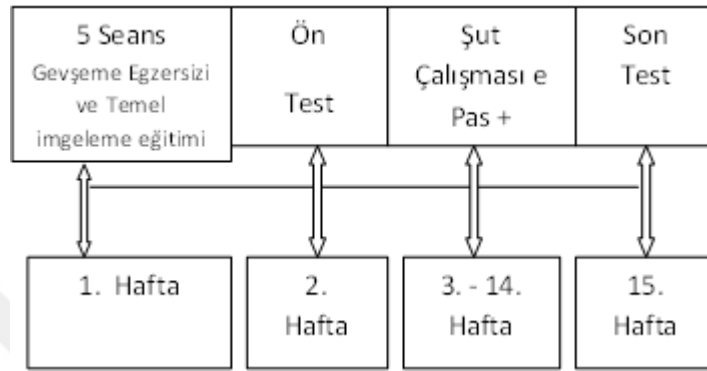 5 Seans
Gevşeme Egzersizi
ve Temel
imgeleme eğitimi
Ön
Test
Şut
Çalışması e
Pas +
Son
Test
1. Hafta
2.
Hafta
3. - 14.
Hafta
15.
Hafta